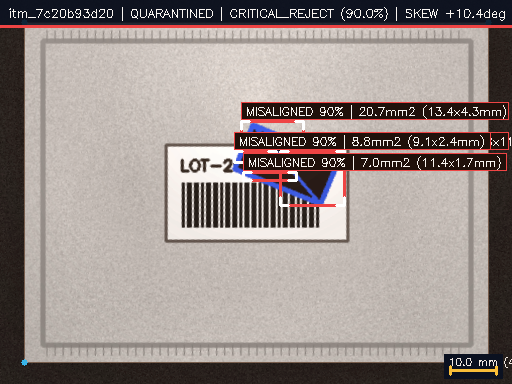 itm_7c20b93d20 | QUARANTINED | CRITICAL_REJECT (90.0%) | SKEW +10.4deg
MISALIGNED 90% | 20.7mm2 (13.4x4.3mm)
MISALIGNED 90% | 8.8mm2 (9.1x2.4mm)
MISALIGNED 90% | 7.0mm2 (11.4x1.7mm)
LOT-2
10.0 mm